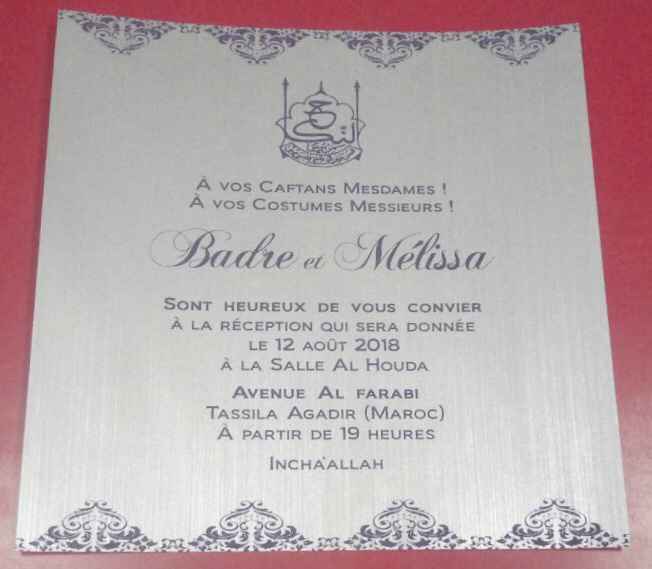 À vos Caftans Mesdames !
À vos Costumes Messieurs !
Badre et Mélissa
Sont heureux de vous convier
à la réception qui sera donnée
le 12 août 2018
à la Salle Al Houda
Avenue Al farabi
Tassila Agadir (Maroc)
À partir de 19 heures
Incha'allah